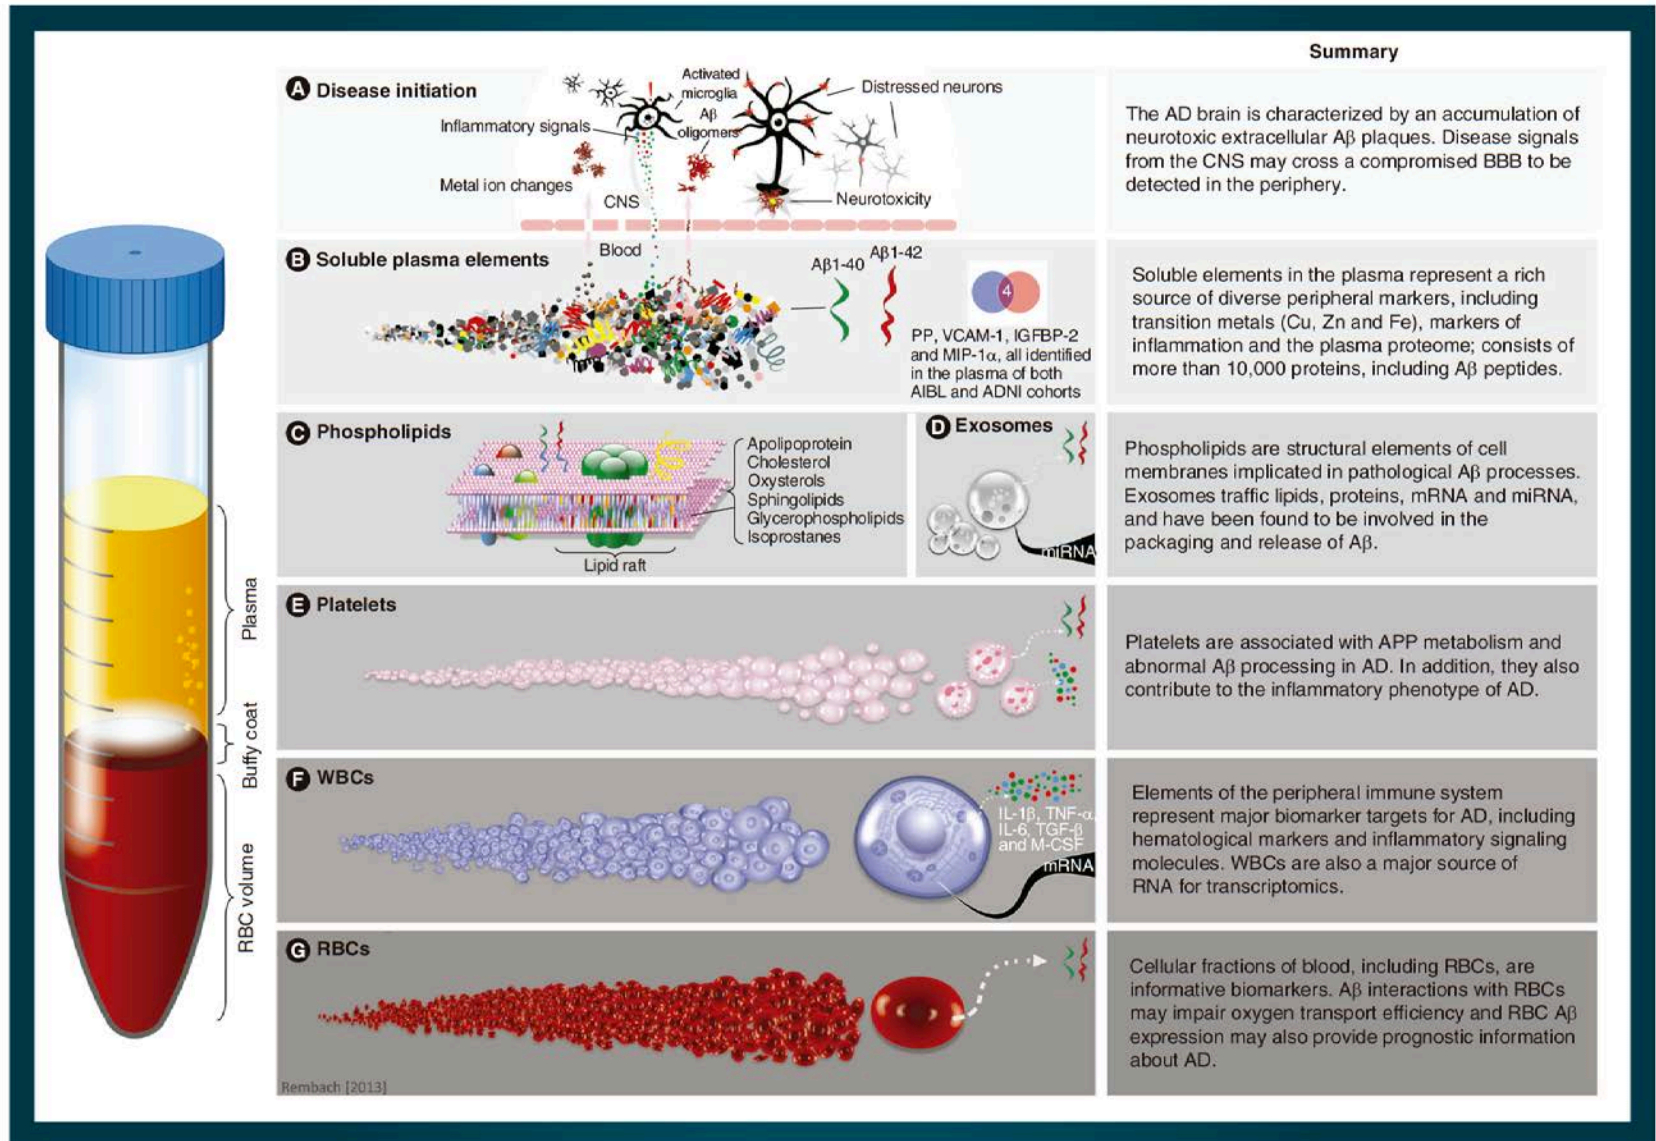 Summary
A Disease initiation
Activated
microglia
Aβ
oligomers
Distressed neurons
Inflammatory signals
Metal ion changes
CNS
Neurotoxicity
The AD brain is characterized by an accumulation of
neurotoxic extracellular Aβ plaques. Disease signals
from the CNS may cross a compromised BBB to be
detected in the periphery.
B Soluble plasma elements
Blood
Aβ1-40
Aβ1-42
4
PP, VCAM-1, IGFBP-2
and MIP-1α, all identified
in the plasma of both
AIBL and ADNI cohorts
Soluble elements in the plasma represent a rich
source of diverse peripheral markers, including
transition metals (Cu, Zn and Fe), markers of
inflammation and the plasma proteome; consists of
more than 10,000 proteins, including Aβ peptides.
C Phospholipids
Apolipoprotein
Cholesterol
Oxysterols
Sphingolipids
Glycerophospholipids
Isoprostanes
Lipid raft
D Exosomes
miRNA
Phospholipids are structural elements of cell
membranes implicated in pathological Aβ processes.
Exosomes traffic lipids, proteins, mRNA and miRNA,
and have been found to be involved in the
packaging and release of Aβ.
E Platelets
Platelets are associated with APP metabolism and
abnormal Aβ processing in AD. In addition, they also
contribute to the inflammatory phenotype of AD.
F WBCs
IL-1β, TNF-α,
IL-6, TGF-β
and M-CSF
mRNA
Elements of the peripheral immune system
represent major biomarker targets for AD, including
hematological markers and inflammatory signaling
molecules. WBCs are also a major source of
RNA for transcriptomics.
G RBCs
Cellular fractions of blood, including RBCs, are
informative biomarkers. Aβ interactions with RBCs
may impair oxygen transport efficiency and RBC Aβ
expression may also provide prognostic information
about AD.
Rembach [2013]
Plasma
Buffy coat
RBC volume